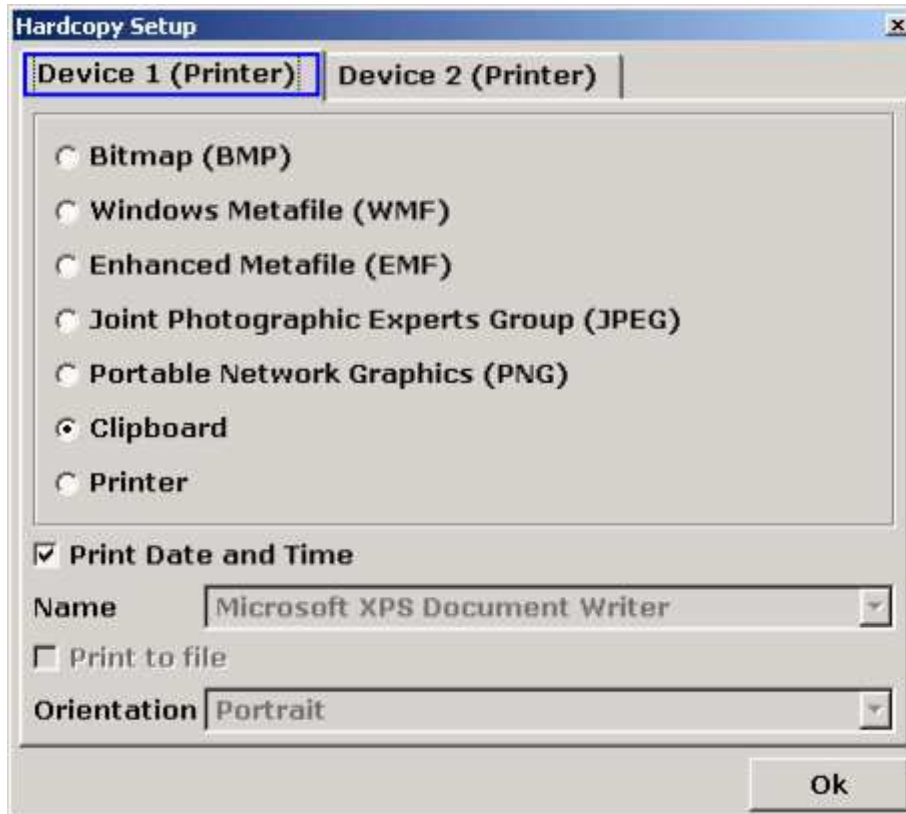 Hardcopy Setup
Device 1 (Printer) Device 2 (Printer)
Bitmap (BMP)
Windows Metafile (WMF)
Enhanced Metafile (EMF)
Joint Photographic Experts Group (JPEG)
Portable Network Graphics (PNG)
Clipboard
Printer
Print Date and Time
Name Microsoft XPS Document Writer
Print to file
Orientation Portrait
Ok